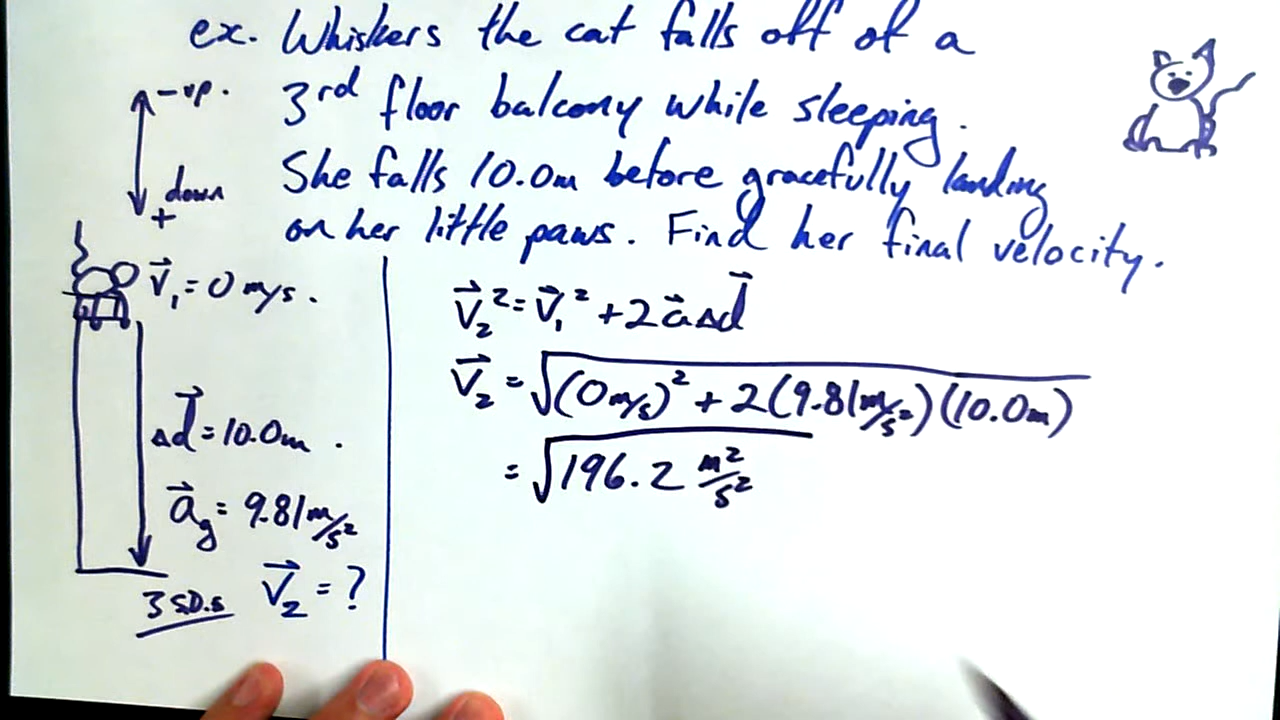 ex. Whiskers the cat falls off of a
3rd floor balcony while sleeping.
She falls 10.0m before gracefully landing
on her little paws. Find her final velocity.
- up.
down
+
V⃗₁ = 0 m/s.
Δd⃗ = 10.0m.
a⃗g = 9.81 m/s²
V⃗₂ = ?
3 S.D.s
V⃗₂² = V⃗₁² + 2a⃗Δd⃗
V⃗₂ = √((0 m/s)² + 2(9.81 m/s²)(10.0m))
= √(196.2 m²/s²)